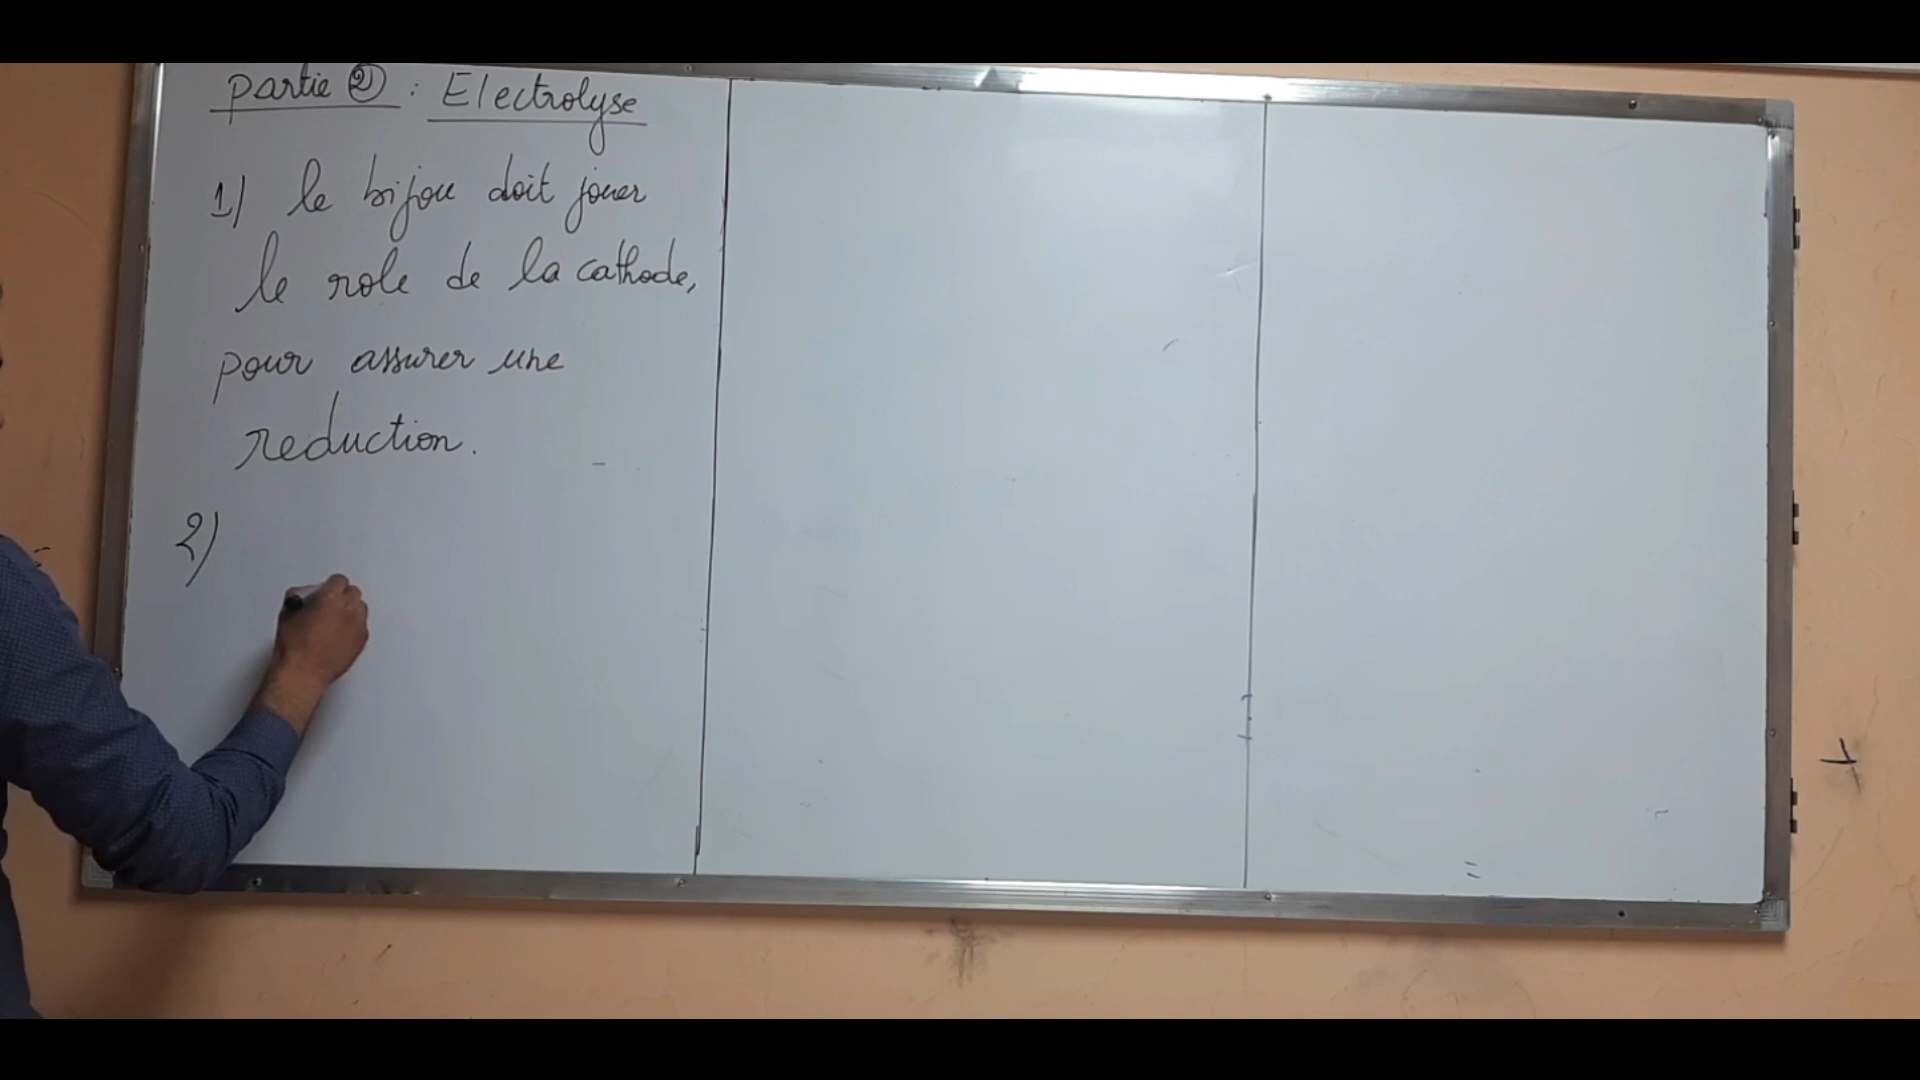 partie ② : Electrolyse
1) le bijou doit jouer
le role de la cathode,
pour assurer une
reduction.
2)